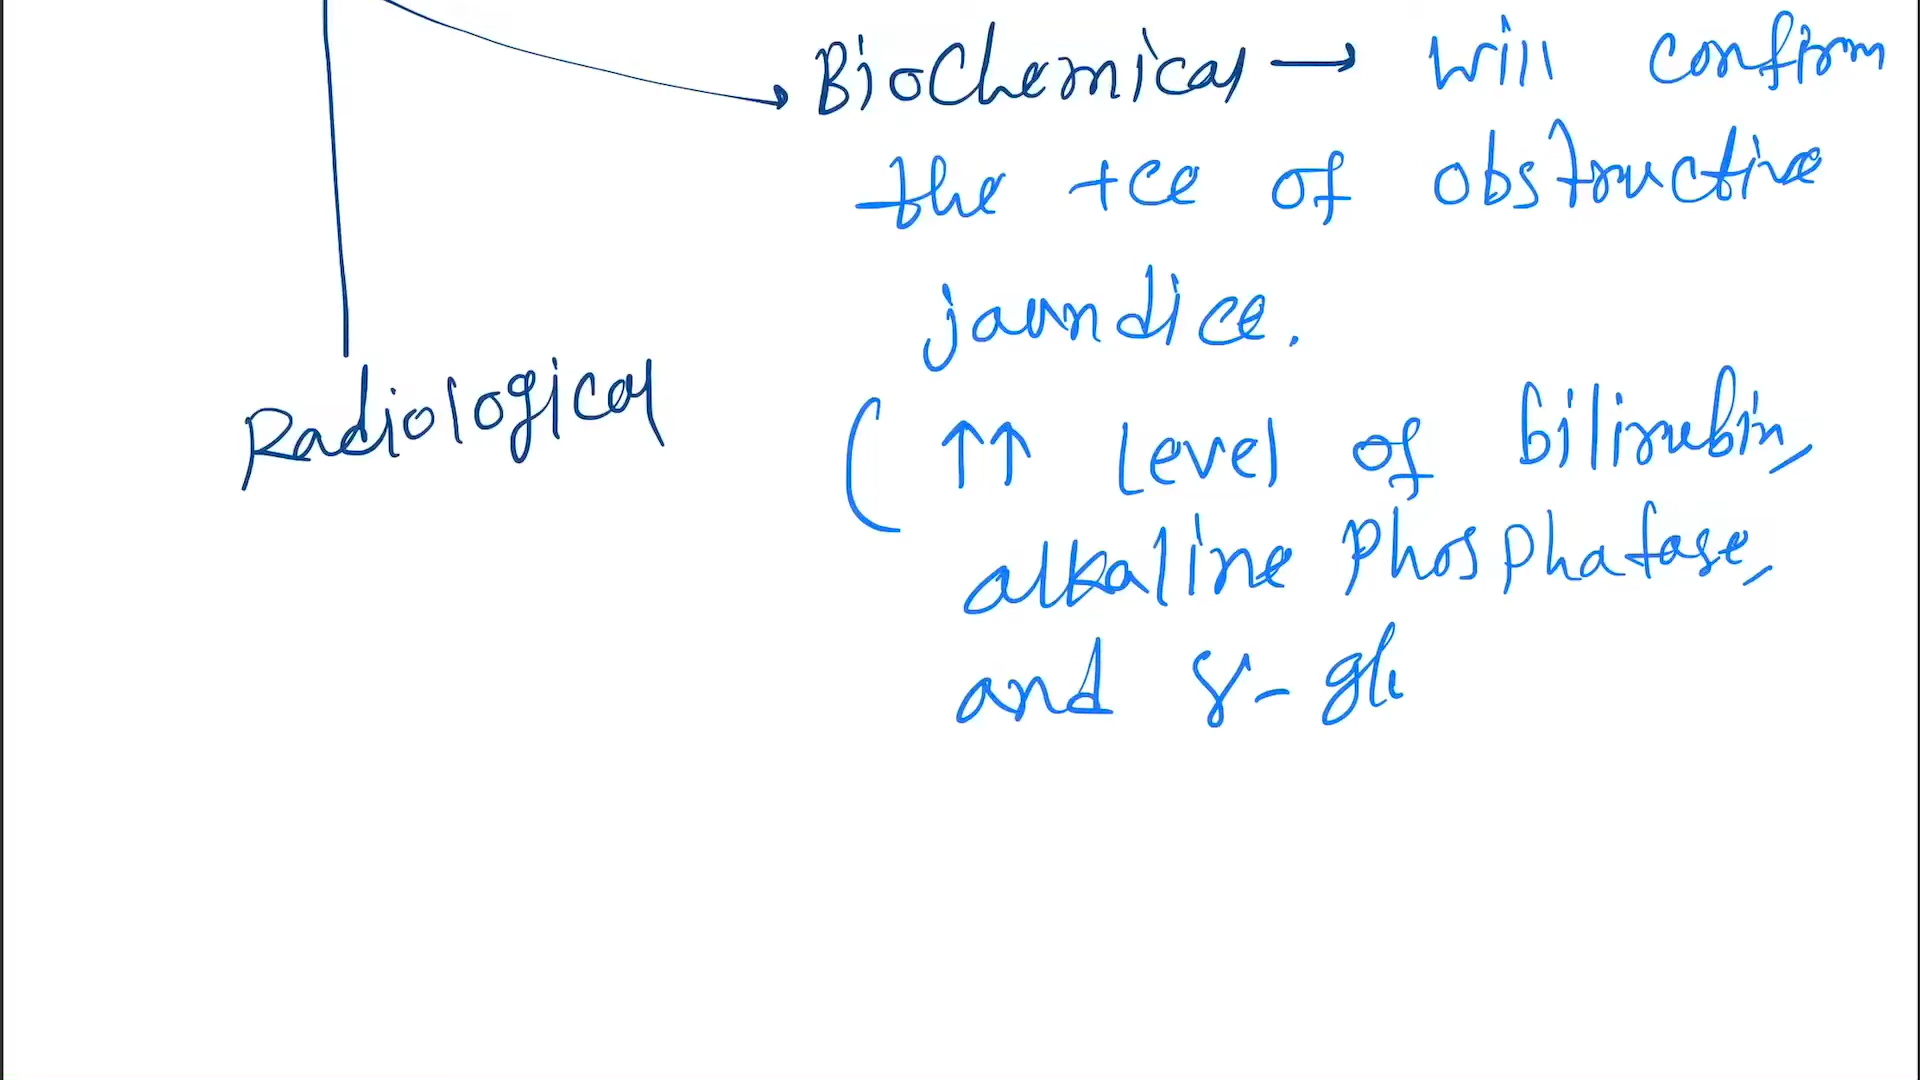 BioChemical → will confirm
the +ce of obstructive
jaundice.
Radiological
( ↑↑ level of bilirubin,
alkaline phosphatase,
and γ- gl